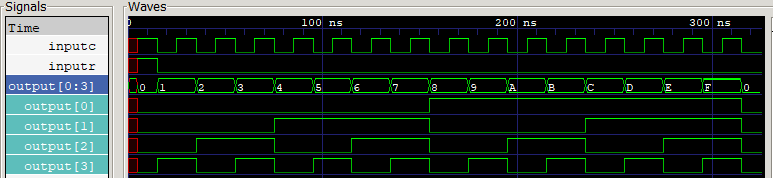 Signals
Waves
Time
0 100 ns 200 ns 300 ns
inputc
inputr
output[0:3] 0 1 2 3 4 5 6 7 8 9 A B C D E F 0
output[0]
output[1]
output[2]
output[3]